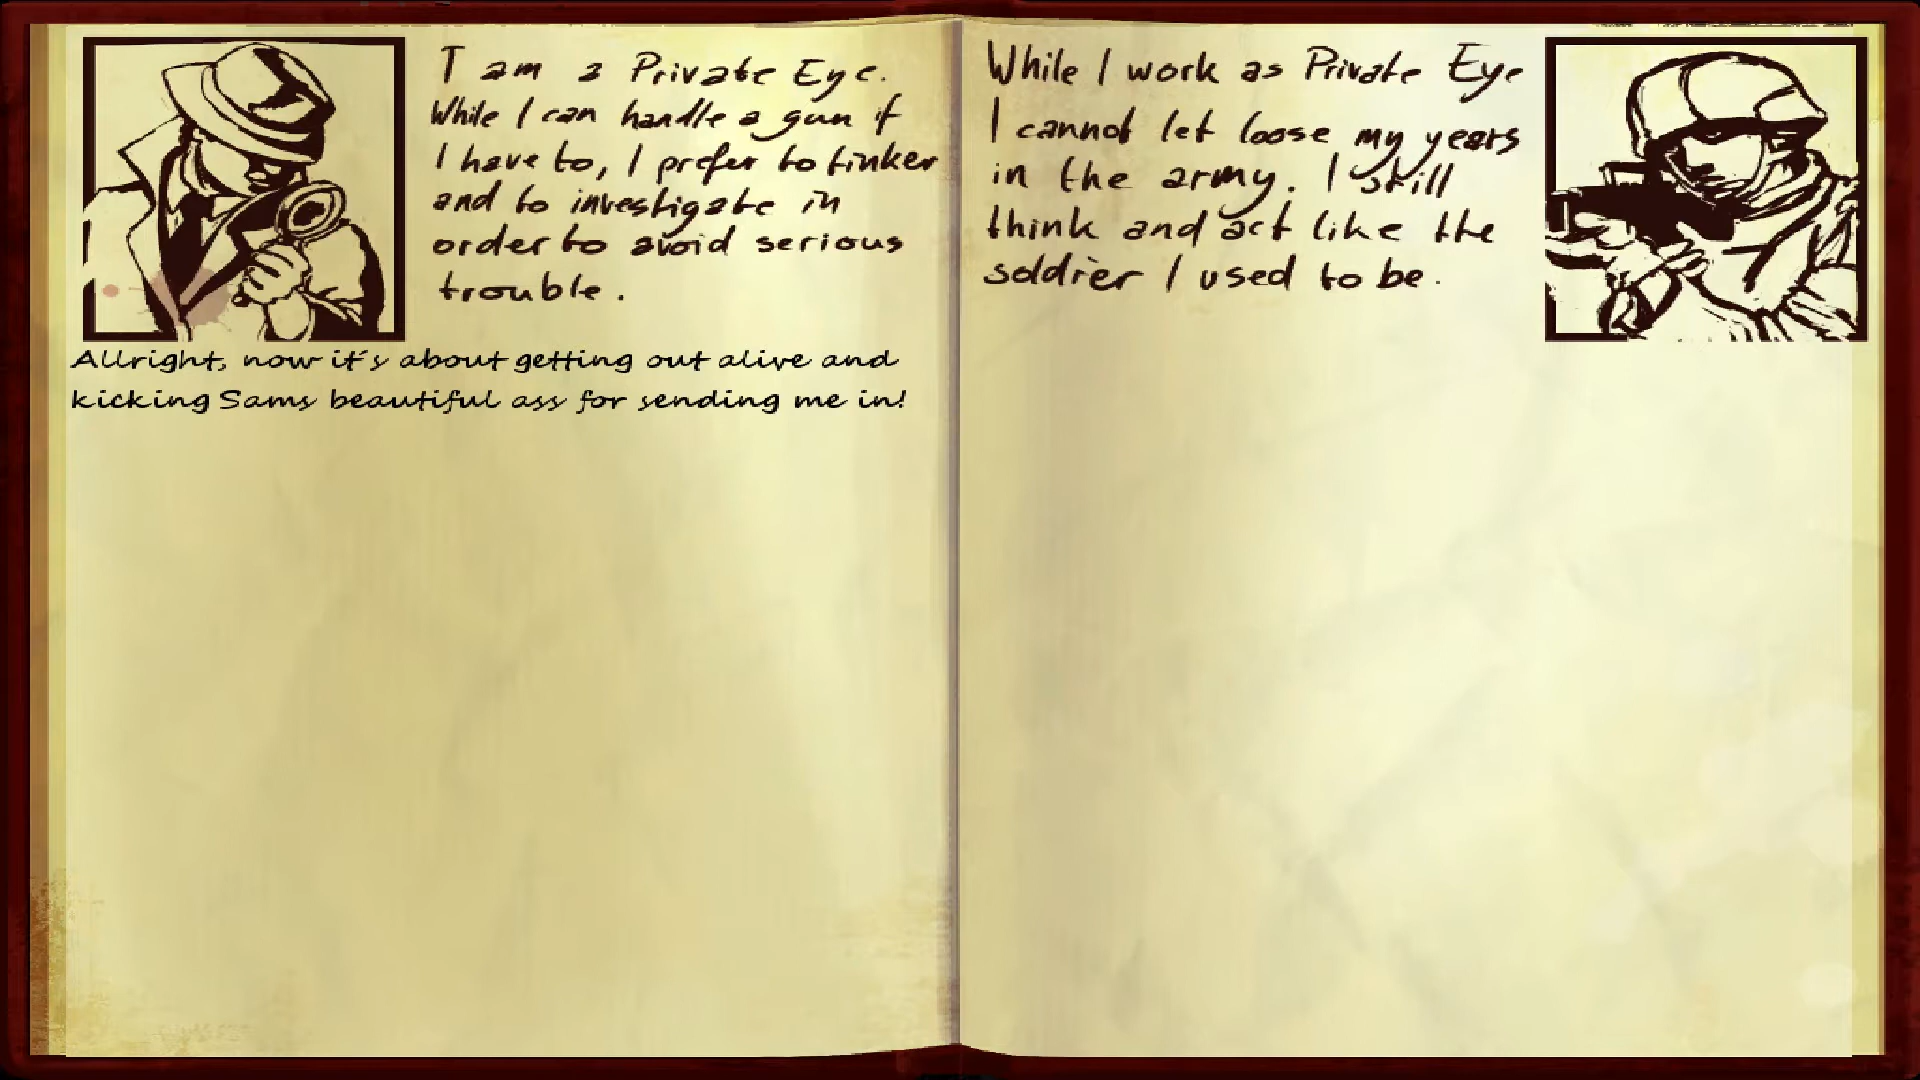 I am a Private Eye.
While I can handle a gun if
I have to, I prefer to tinker
and to investigate in
order to avoid serious
trouble.
Allright, now it's about getting out alive and
kicking Sams beautiful ass for sending me in!
While I work as Private Eye
I cannot let loose my years
in the army. I still
think and act like the
soldier I used to be.